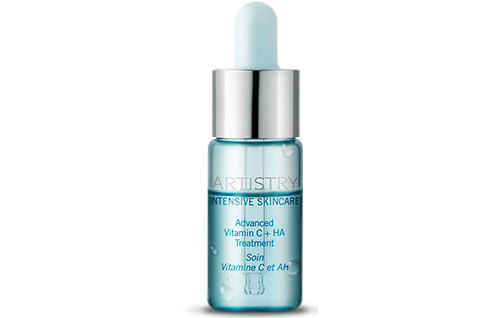 ARTISTRY
INTENSIVE SKINCARE
Advanced
Vitamin C + HA
Treatment
Soin
Vitamine C et AH